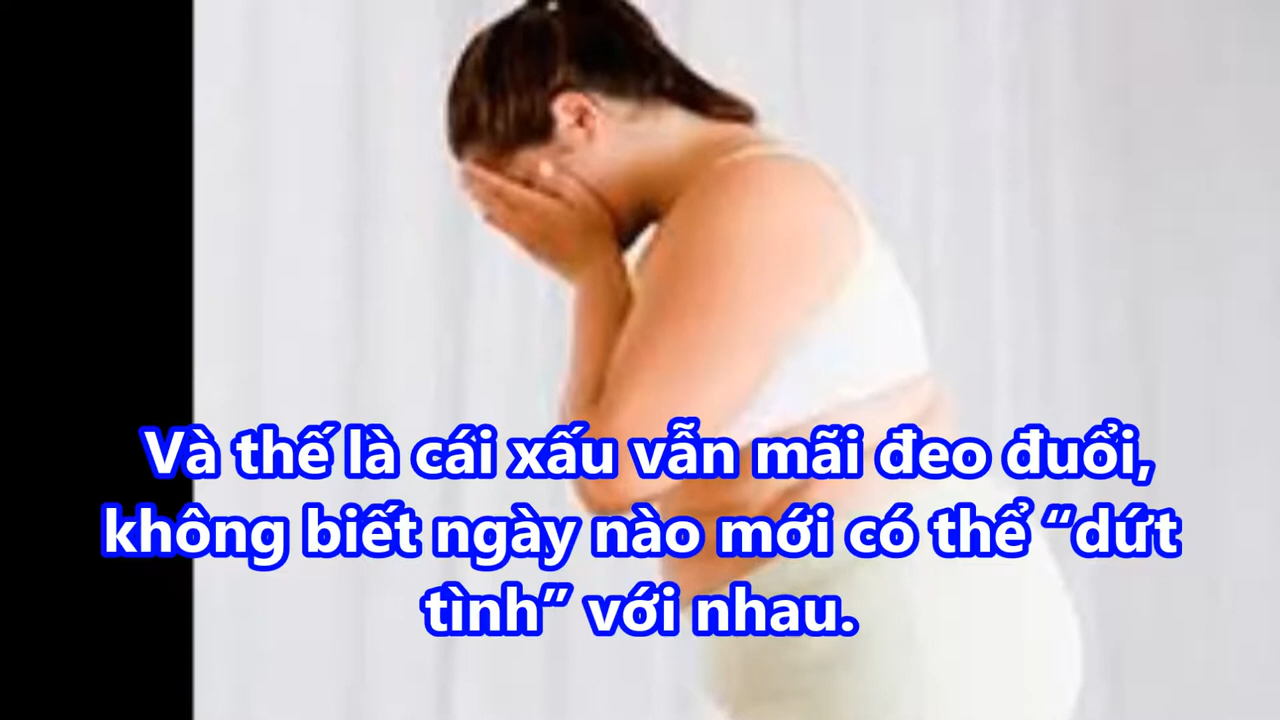 Và thế là cái xấu vẫn mãi đeo đuổi,
không biết ngày nào mới có thể “dứt
tình” với nhau.